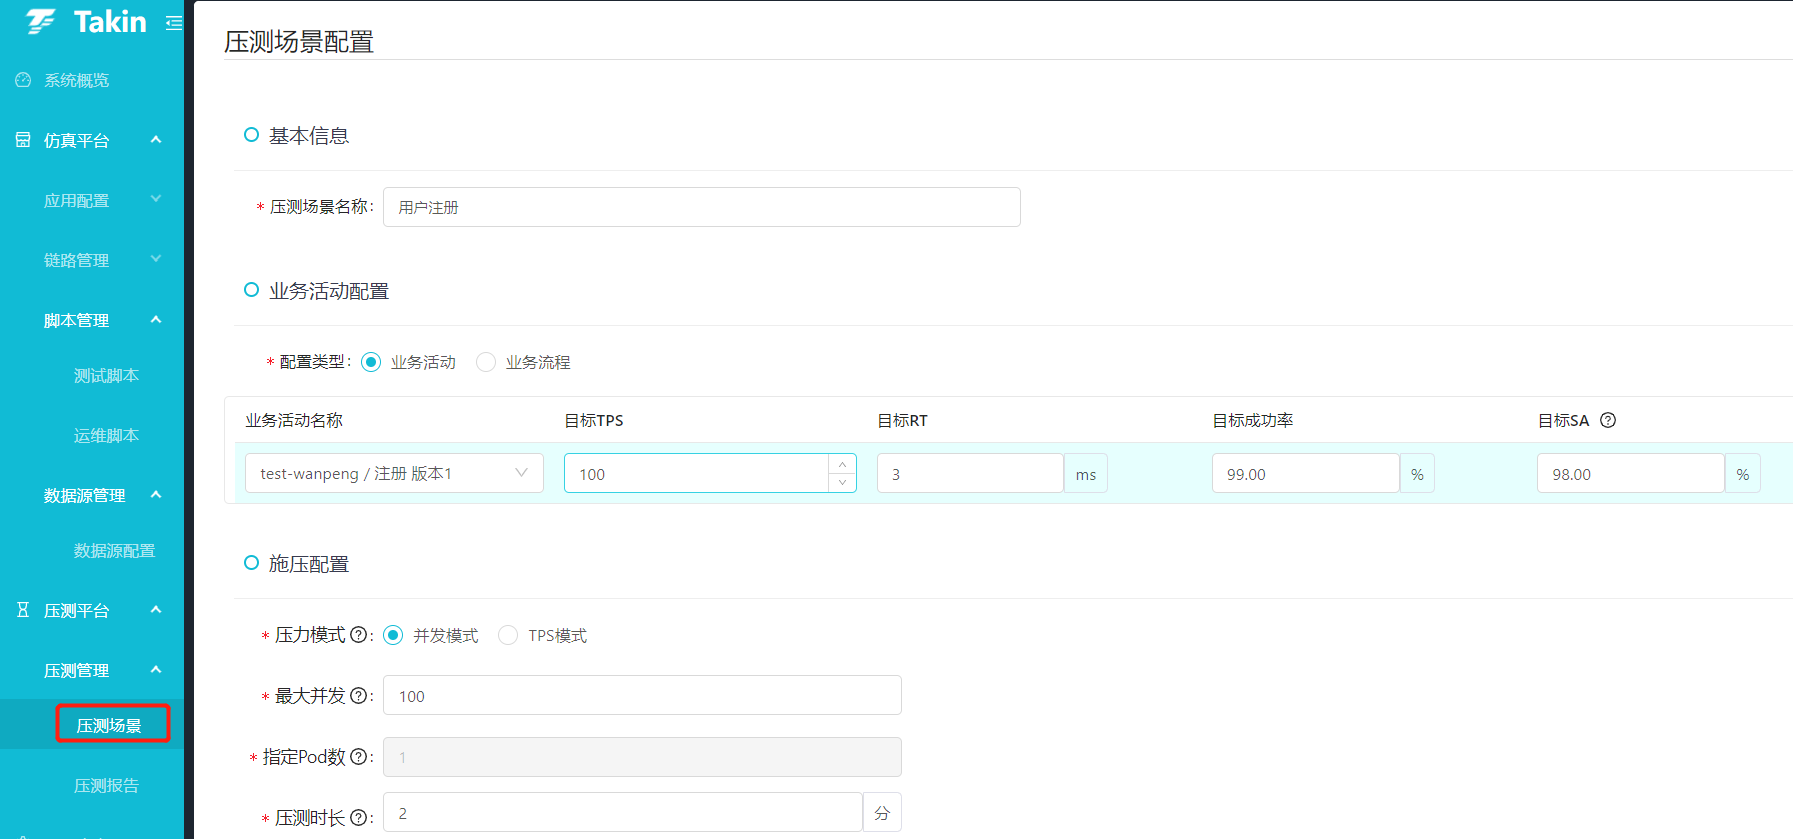 Takin
系统概览
仿真平台
应用配置
链路管理
脚本管理
测试脚本
运维脚本
数据源管理
数据源配置
压测平台
压测管理
压测场景
压测报告
压测场景配置
基本信息
* 压测场景名称: 用户注册
业务活动配置
* 配置类型: 业务活动 业务流程
业务活动名称 目标TPS 目标RT 目标成功率 目标SA ?
test-wanpeng / 注册 版本1 100 3 ms 99.00 % 98.00 %
施压配置
* 压力模式 ? : 并发模式 TPS模式
* 最大并发 ? : 100
* 指定Pod数 ? : 1
* 压测时长 ? : 2 分